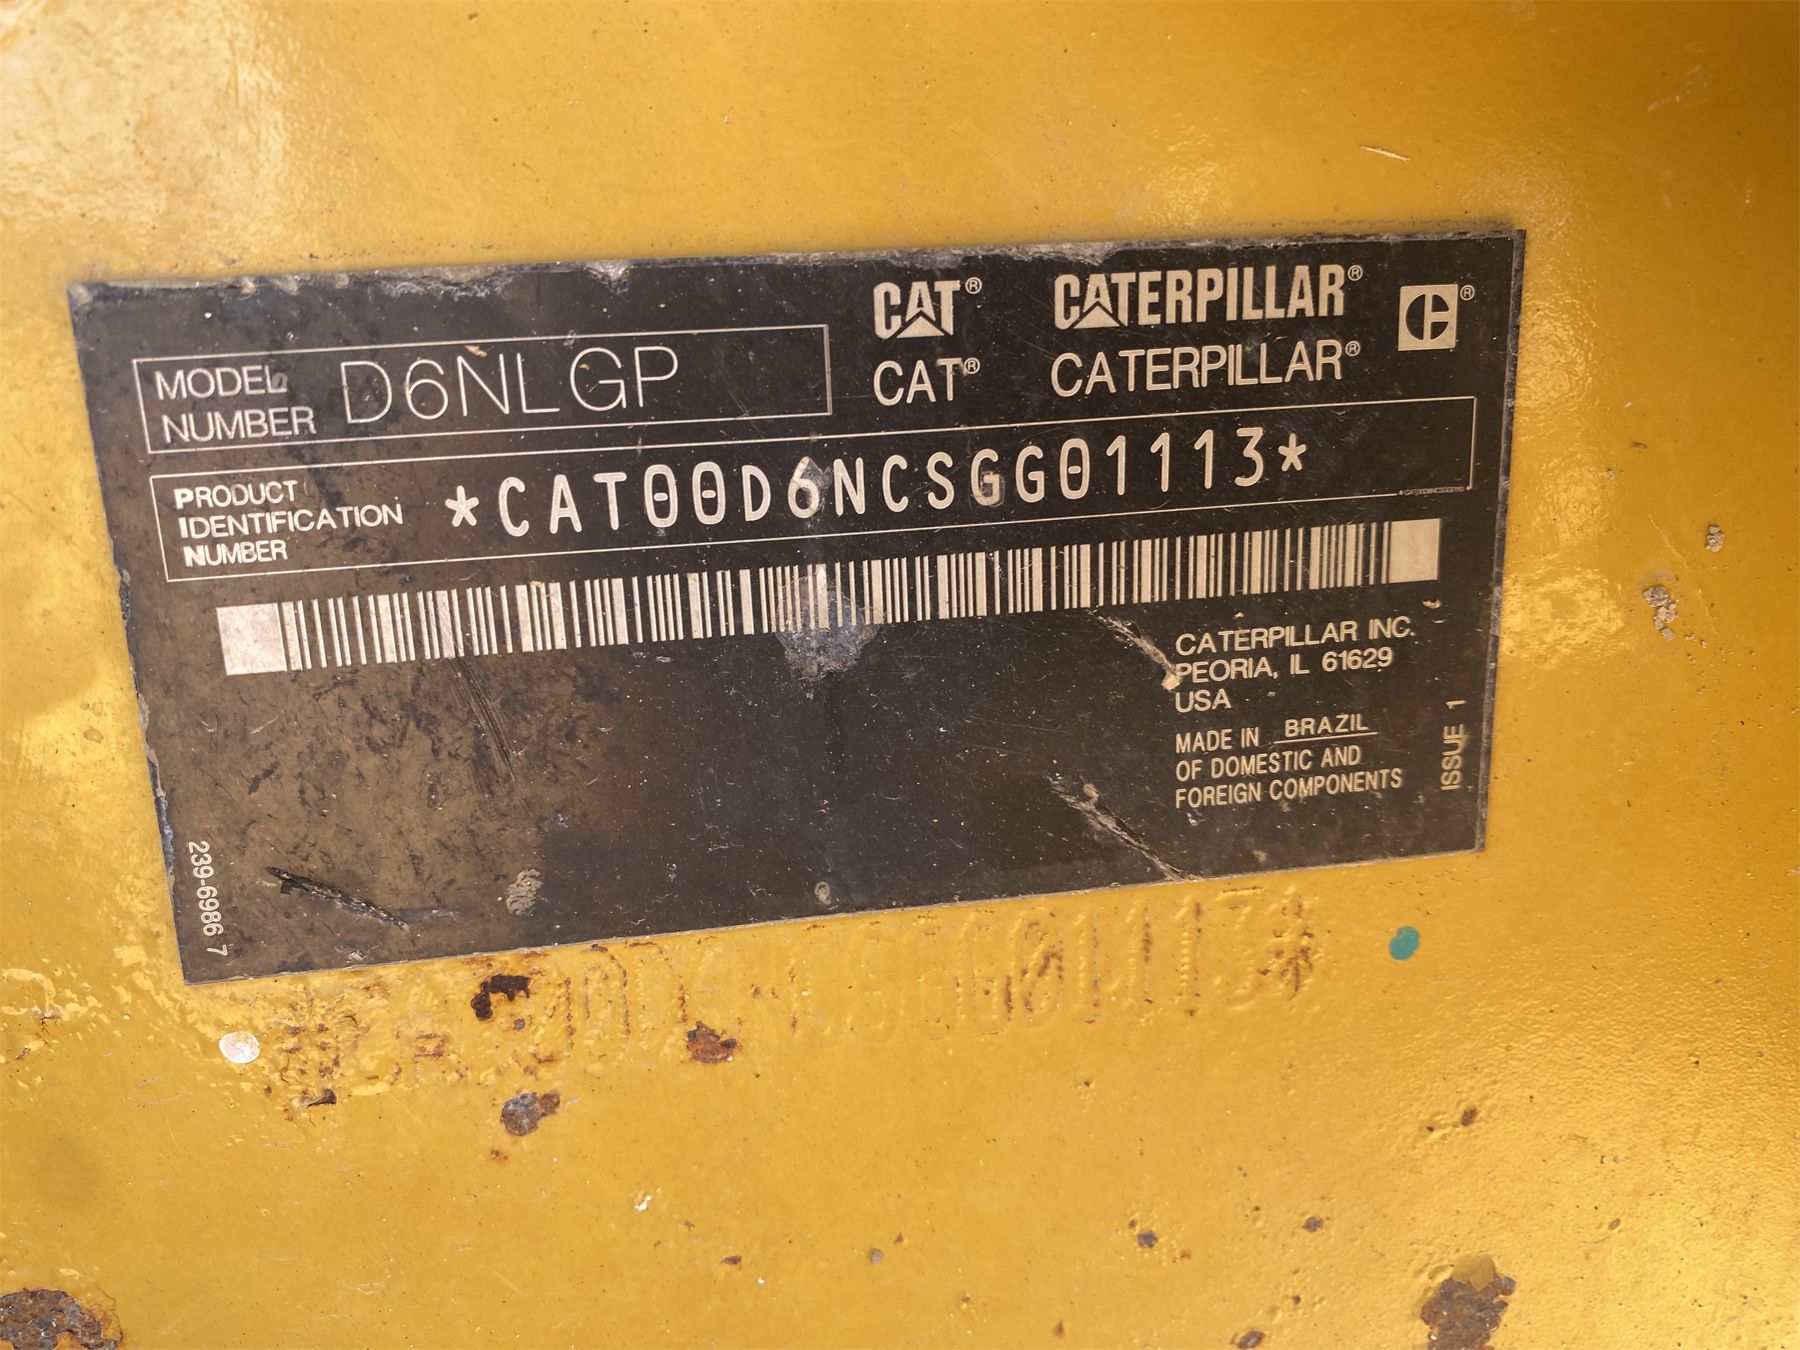 CAT® CATERPILLAR®
CAT® CATERPILLAR®
MODEL NUMBER D6NLGP
PRODUCT IDENTIFICATION NUMBER *CAT00D6NCSGG01113*
CATERPILLAR INC.
PEORIA, IL 61629
USA
MADE IN BRAZIL
OF DOMESTIC AND
FOREIGN COMPONENTS
ISSUE 1
239-6986 7